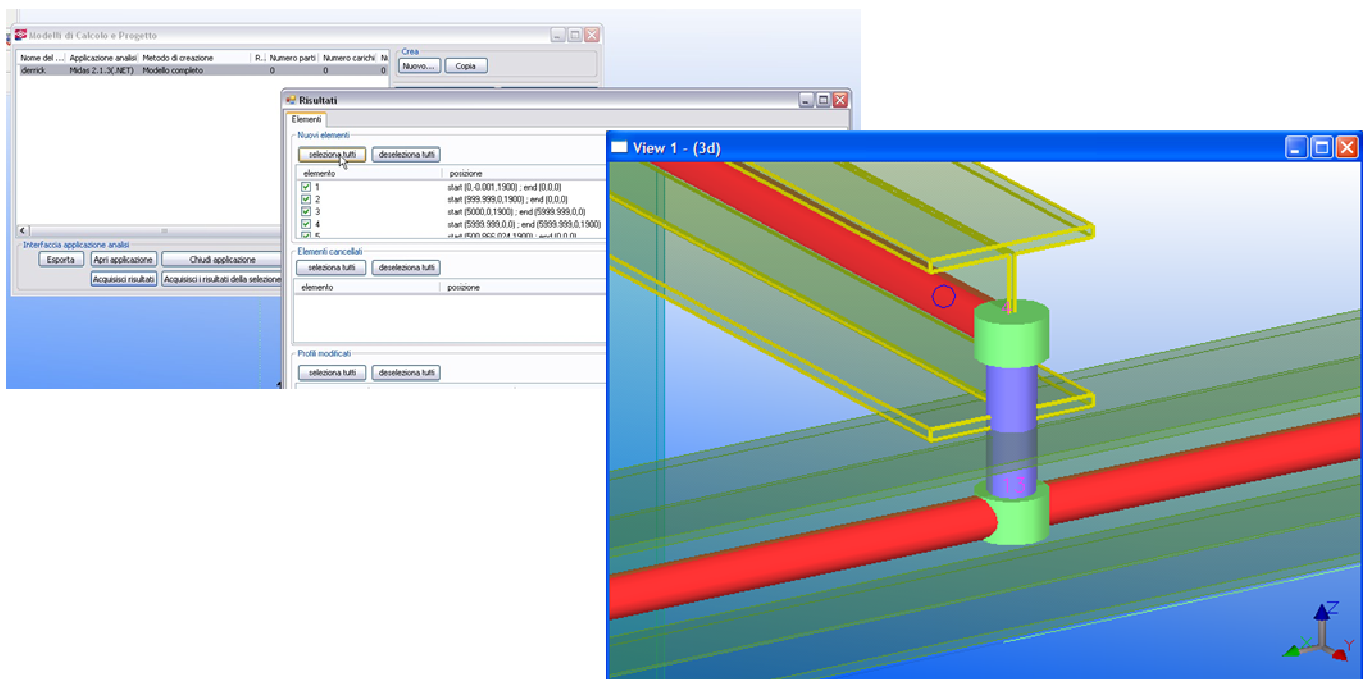 Modelli di Calcolo e Progetto
Crea
Nome del ... Applicazione analisi Metodo di creazione R.. Numero parti Numero carichi Nu
derrick. Midas 2.1.3(.NET) Modello completo 0 0 0
Nuovo.... Copia
Risultati
Elementi
Nuovi elementi
seleziona tutti deseleziona tutti
elemento posizione
1 start (0,-0.001,1900) ; end (0,0,0)
2 start (999.999,0,1900) ; end (0,0,0)
3 start (5000,0,1900) ; end (5999.999,0,0)
4 start (5999.999,0,0) ; end (5999.999,0,1900)
5
Elementi cancellati
seleziona tutti deseleziona tutti
elemento posizione
Profili modificati
seleziona tutti deseleziona tutti
Interfaccia applicazione analisi
Esporta Apri applicazione Chiudi applicazione
Acquisisci risultati Acquisisci i risultati della selezione
View 1 - (3d)
Z
X Y